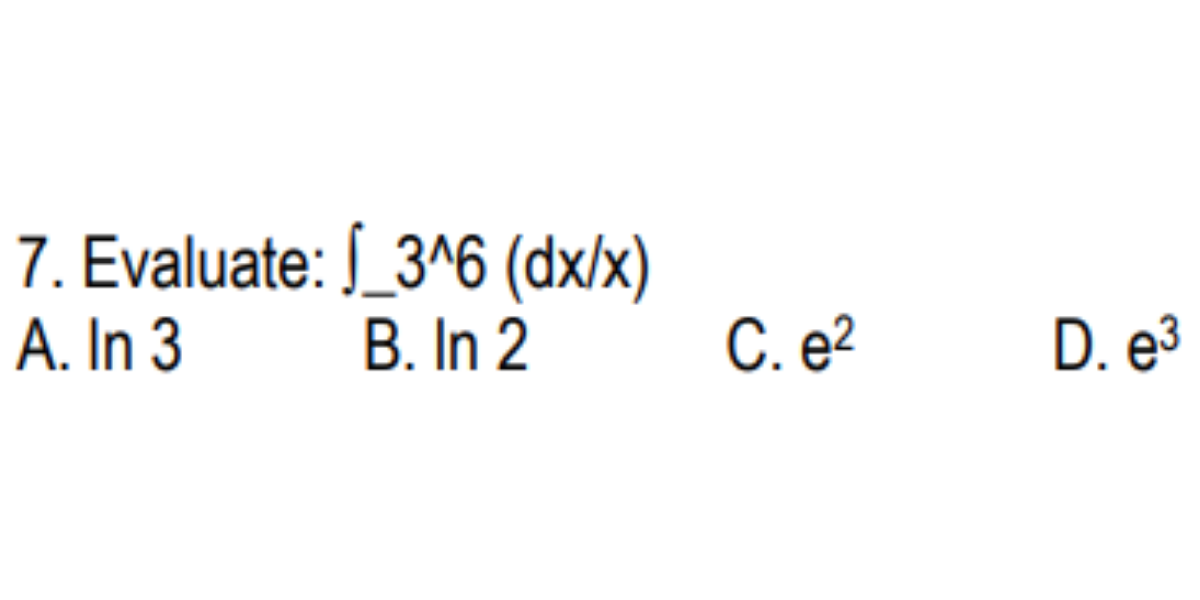 7. Evaluate: ∫_3^6 (dx/x)
A. ln 3 B. ln 2 C. e² D. e³